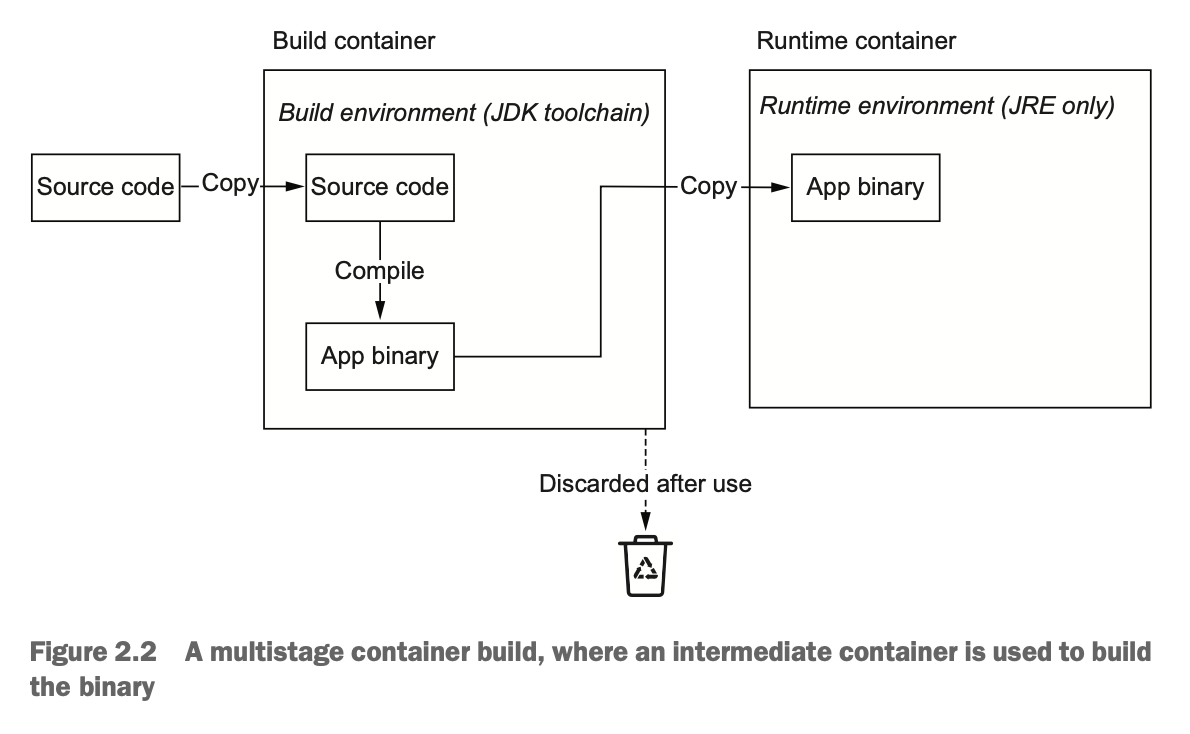 Build container
Runtime container
Build environment (JDK toolchain)
Runtime environment (JRE only)
Source code
Copy
Source code
Copy
App binary
Compile
App binary
Discarded after use
Figure 2.2 A multistage container build, where an intermediate container is used to build
the binary